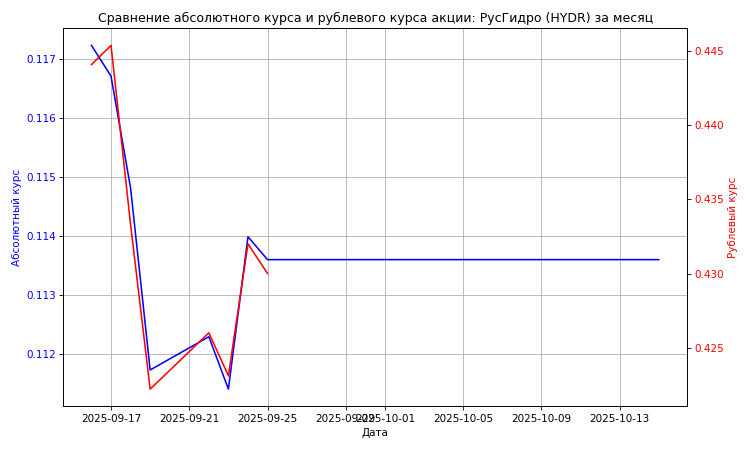 Сравнение абсолютного курса и рублевого курса акции: РусГидро (HYDR) за месяц
0.117
0.116
0.115
0.114
0.113
0.112
Абсолютный курс
0.445
0.440
0.435
0.430
0.425
Рублевый курс
2025-09-17 2025-09-21 2025-09-25 2025-09-29 2025-10-01 2025-10-05 2025-10-09 2025-10-13
Дата